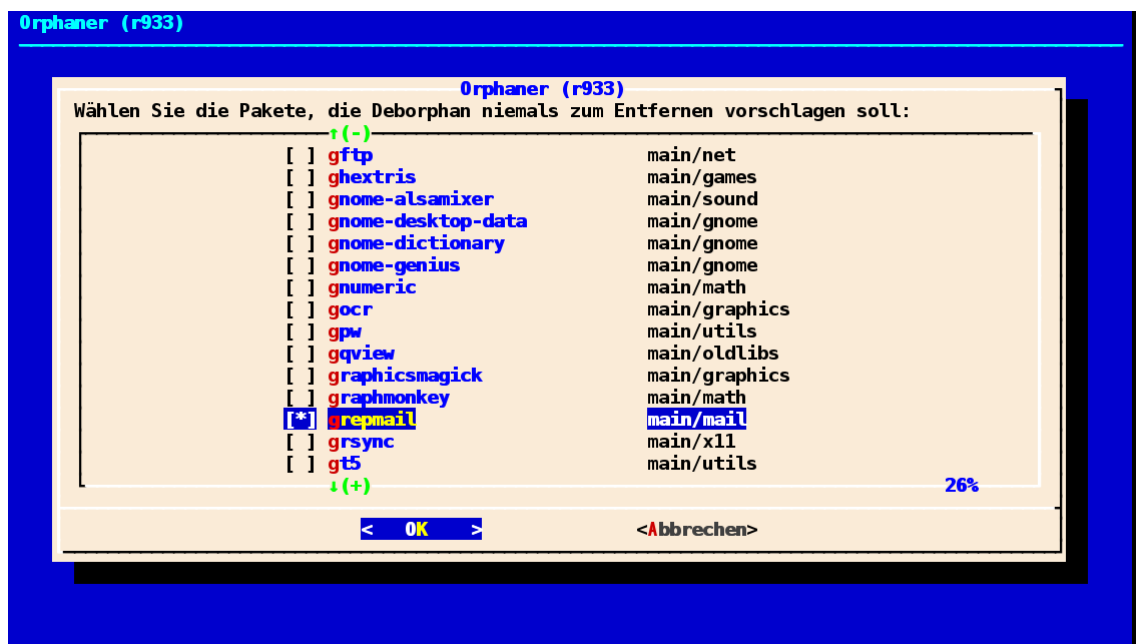 Orphaner (r933)
Orphaner (r933)
Wählen Sie die Pakete, die Deborphan niemals zum Entfernen vorschlagen soll:
↑(-)
[ ] gftp main/net
[ ] ghextris main/games
[ ] gnome-alsamixer main/sound
[ ] gnome-desktop-data main/gnome
[ ] gnome-dictionary main/gnome
[ ] gnome-genius main/gnome
[ ] gnumeric main/math
[ ] gocr main/graphics
[ ] gpw main/utils
[ ] gqview main/oldlibs
[ ] graphicsmagick main/graphics
[ ] graphmonkey main/math
[*] grepmail main/mail
[ ] grsync main/x11
[ ] gt5 main/utils
↓(+) 26%
< OK > <Abbrechen>